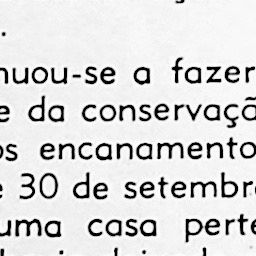 nuou-se a fazer
e da conservaçã
os encanamento
e 30 de setembr
uma casa perte